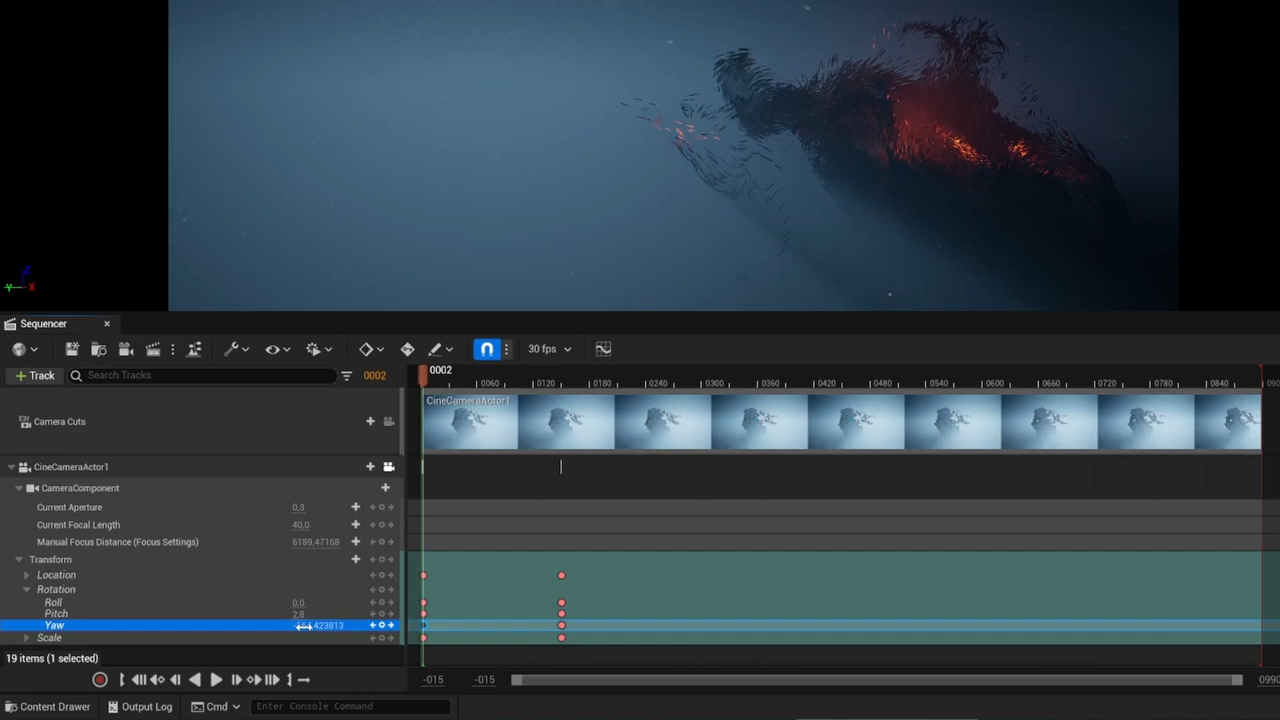 Z
Y X
Sequencer ×
30 fps
Track Search Tracks 0002
0002
0060 0120 0180 0240 0300 0360 0420 0480 0540 0600 0660 0720 0780 0840
CineCameraActor1
Camera Cuts
CineCameraActor1
CameraComponent
Current Aperture 0,3
Current Focal Length 40,0
Manual Focus Distance (Focus Settings) 6189,47168
Transform
Location
Rotation
Roll 0,0
Pitch 2,8
Yaw
Scale
19 items (1 selected)
-015 -015 0990
Content Drawer Output Log Cmd Enter Console Command